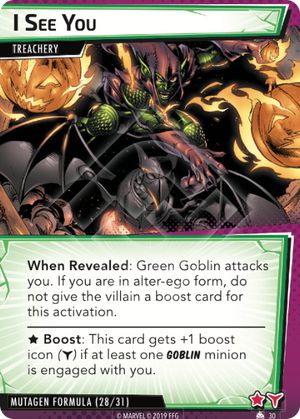 I See You
TREACHERY
When Revealed: Green Goblin attacks
you. If you are in alter-ego form, do
not give the villain a boost card for
this activation.
★ Boost: This card gets +1 boost
icon () if at least one GOBLIN minion
is engaged with you.
MUTAGEN FORMULA (28/31)
© MARVEL © 2019 FFG
30